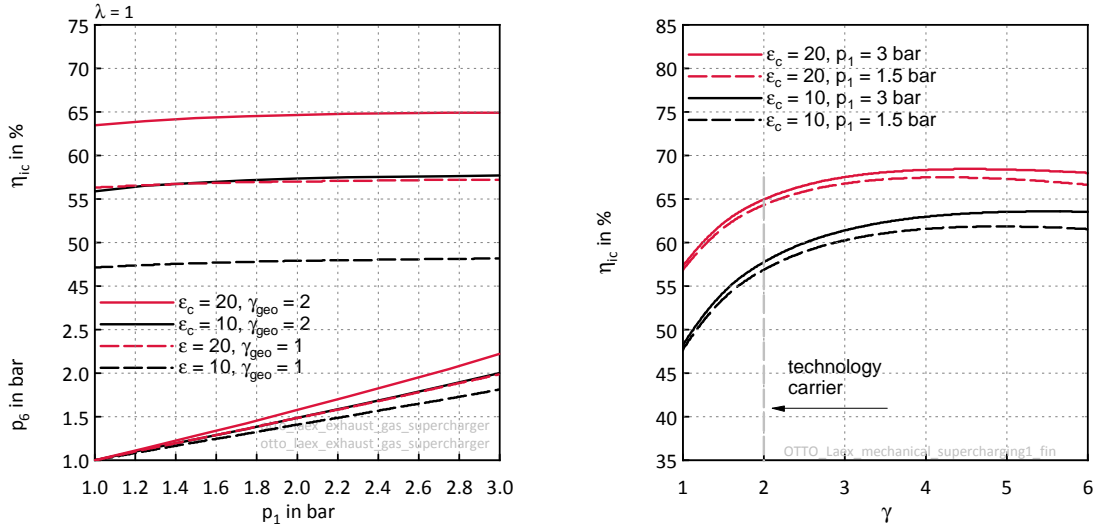 λ = 1
75
70
65
60
55
50
45
3.0
2.5
2.0
1.5
1.0
η_ic in %
p_6 in bar
ε_c = 20, γ_geo = 2
ε_c = 10, γ_geo = 2
ε = 20, γ_geo = 1
ε = 10, γ_geo = 1
_laex_exhaust_gas_supercharger
otto_laex_exhaust_gas_supercharger
1.0 1.2 1.4 1.6 1.8 2.0 2.2 2.4 2.6 2.8 3.0
p_1 in bar
85
80
75
70
65
60
55
50
45
40
35
η_ic in %
ε_c = 20, p_1 = 3 bar
ε_c = 20, p_1 = 1.5 bar
ε_c = 10, p_1 = 3 bar
ε_c = 10, p_1 = 1.5 bar
technology
carrier
OTTO_Laex_mechanical_supercharging1_fin
1 2 3 4 5 6
γ